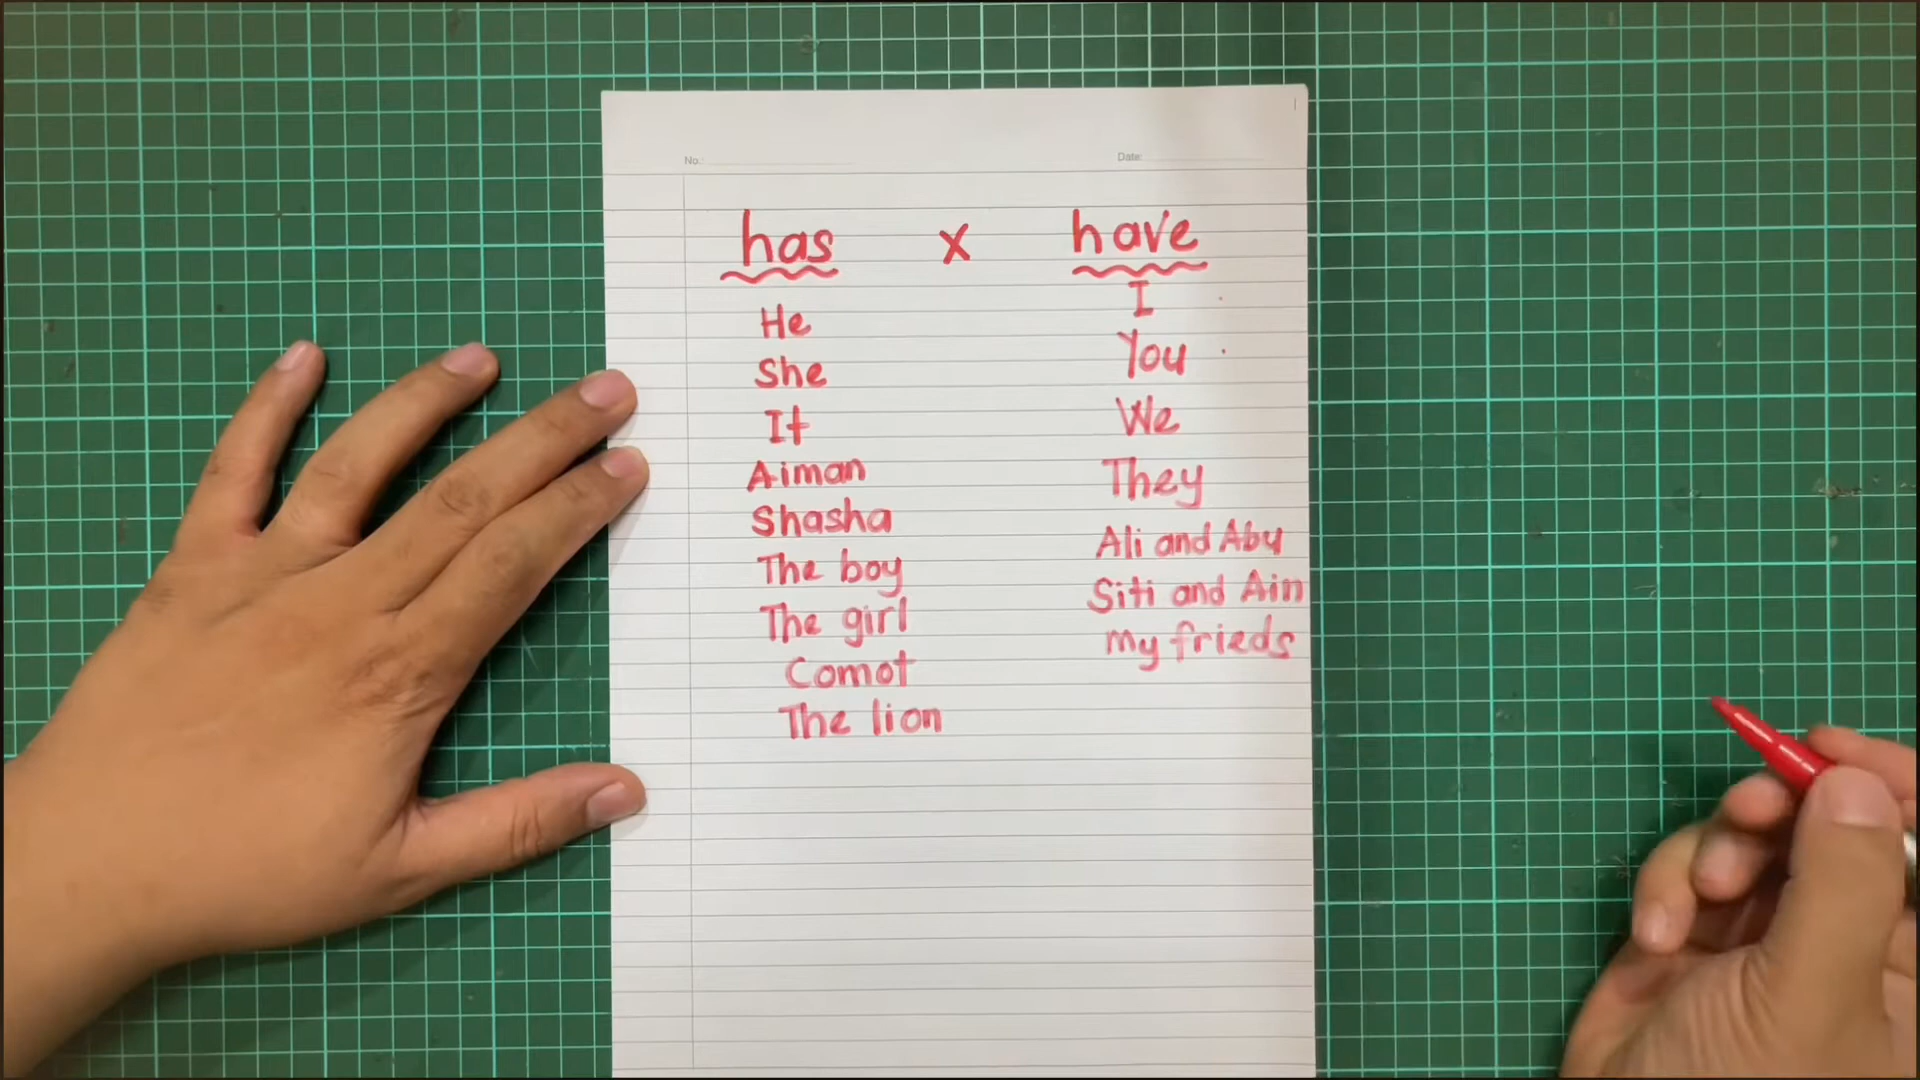 No.: Date:
has x have
He
She
It
Aiman
Shasha
The boy
The girl
Comot
The lion
I
You
We
They
Ali and Abu
Siti and Ain
my frieds